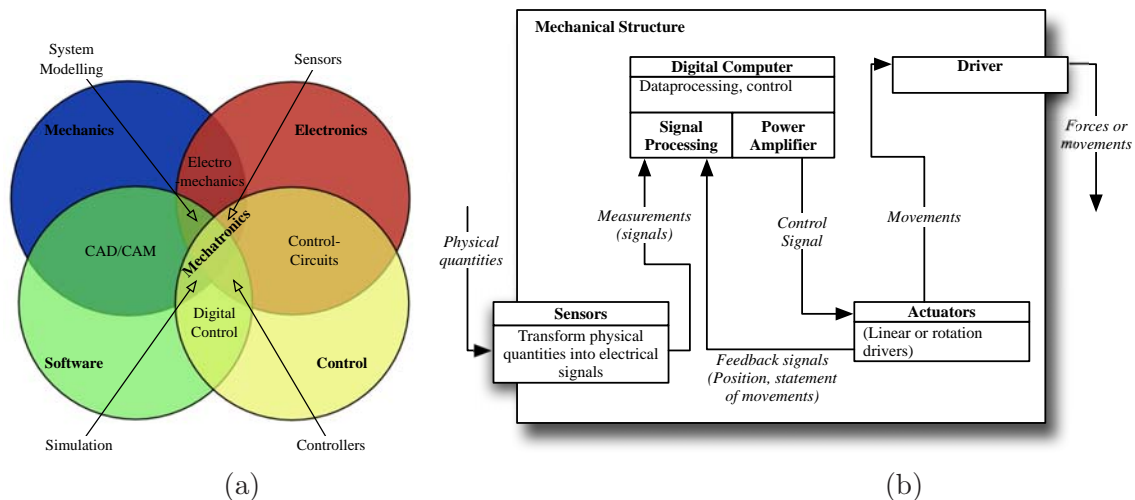 System
Modelling
Sensors
Mechanics
Electronics
Electro
-mechanics
Mechatronics
CAD/CAM
Control-
Circuits
Digital
Control
Software
Control
Simulation
Controllers
(a)
Mechanical Structure
Digital Computer
Dataprocessing, control
Signal
Processing
Power
Amplifier
Driver
Forces or
movements
Measurements
(signals)
Control
Signal
Movements
Physical
quantities
Sensors
Transform physical
quantities into electrical
signals
Actuators
(Linear or rotation
drivers)
Feedback signals
(Position, statement
of movements)
(b)